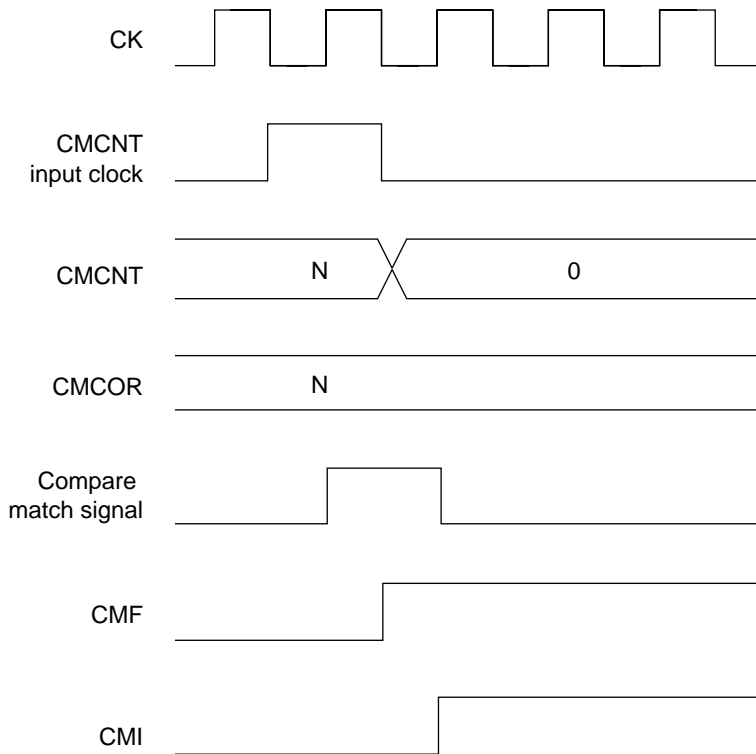 CK
CMCNT
input clock
CMCNT
N
0
CMCOR
N
Compare
match signal
CMF
CMI